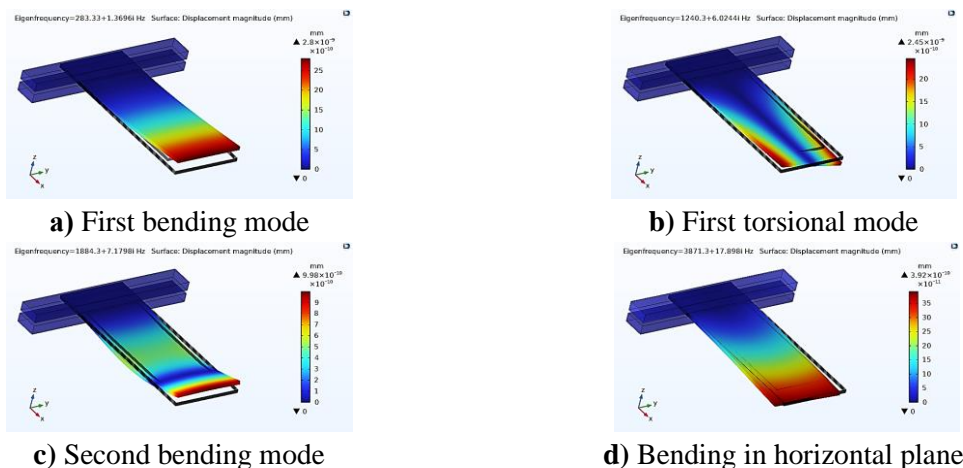 Eigenfrequency=283.33+1.3696i Hz Surface: Displacement magnitude (mm)
mm
▲ 2.8×10⁻⁹
×10⁻¹⁰
25
20
15
10
5
0
▼ 0
z
y
x
a) First bending mode
Eigenfrequency=1240.3+6.0244i Hz Surface: Displacement magnitude (mm)
mm
▲ 2.45×10⁻⁹
×10⁻¹⁰
20
15
10
5
0
▼ 0
z
y
x
b) First torsional mode
Eigenfrequency=1884.3+7.1798i Hz Surface: Displacement magnitude (mm)
mm
▲ 9.98×10⁻¹⁰
×10⁻¹⁰
9
8
7
6
5
4
3
2
1
0
▼ 0
z
y
x
c) Second bending mode
Eigenfrequency=3871.3+17.898i Hz Surface: Displacement magnitude (mm)
mm
▲ 3.92×10⁻¹⁰
×10⁻¹¹
35
30
25
20
15
10
5
0
▼ 0
z
y
x
d) Bending in horizontal plane